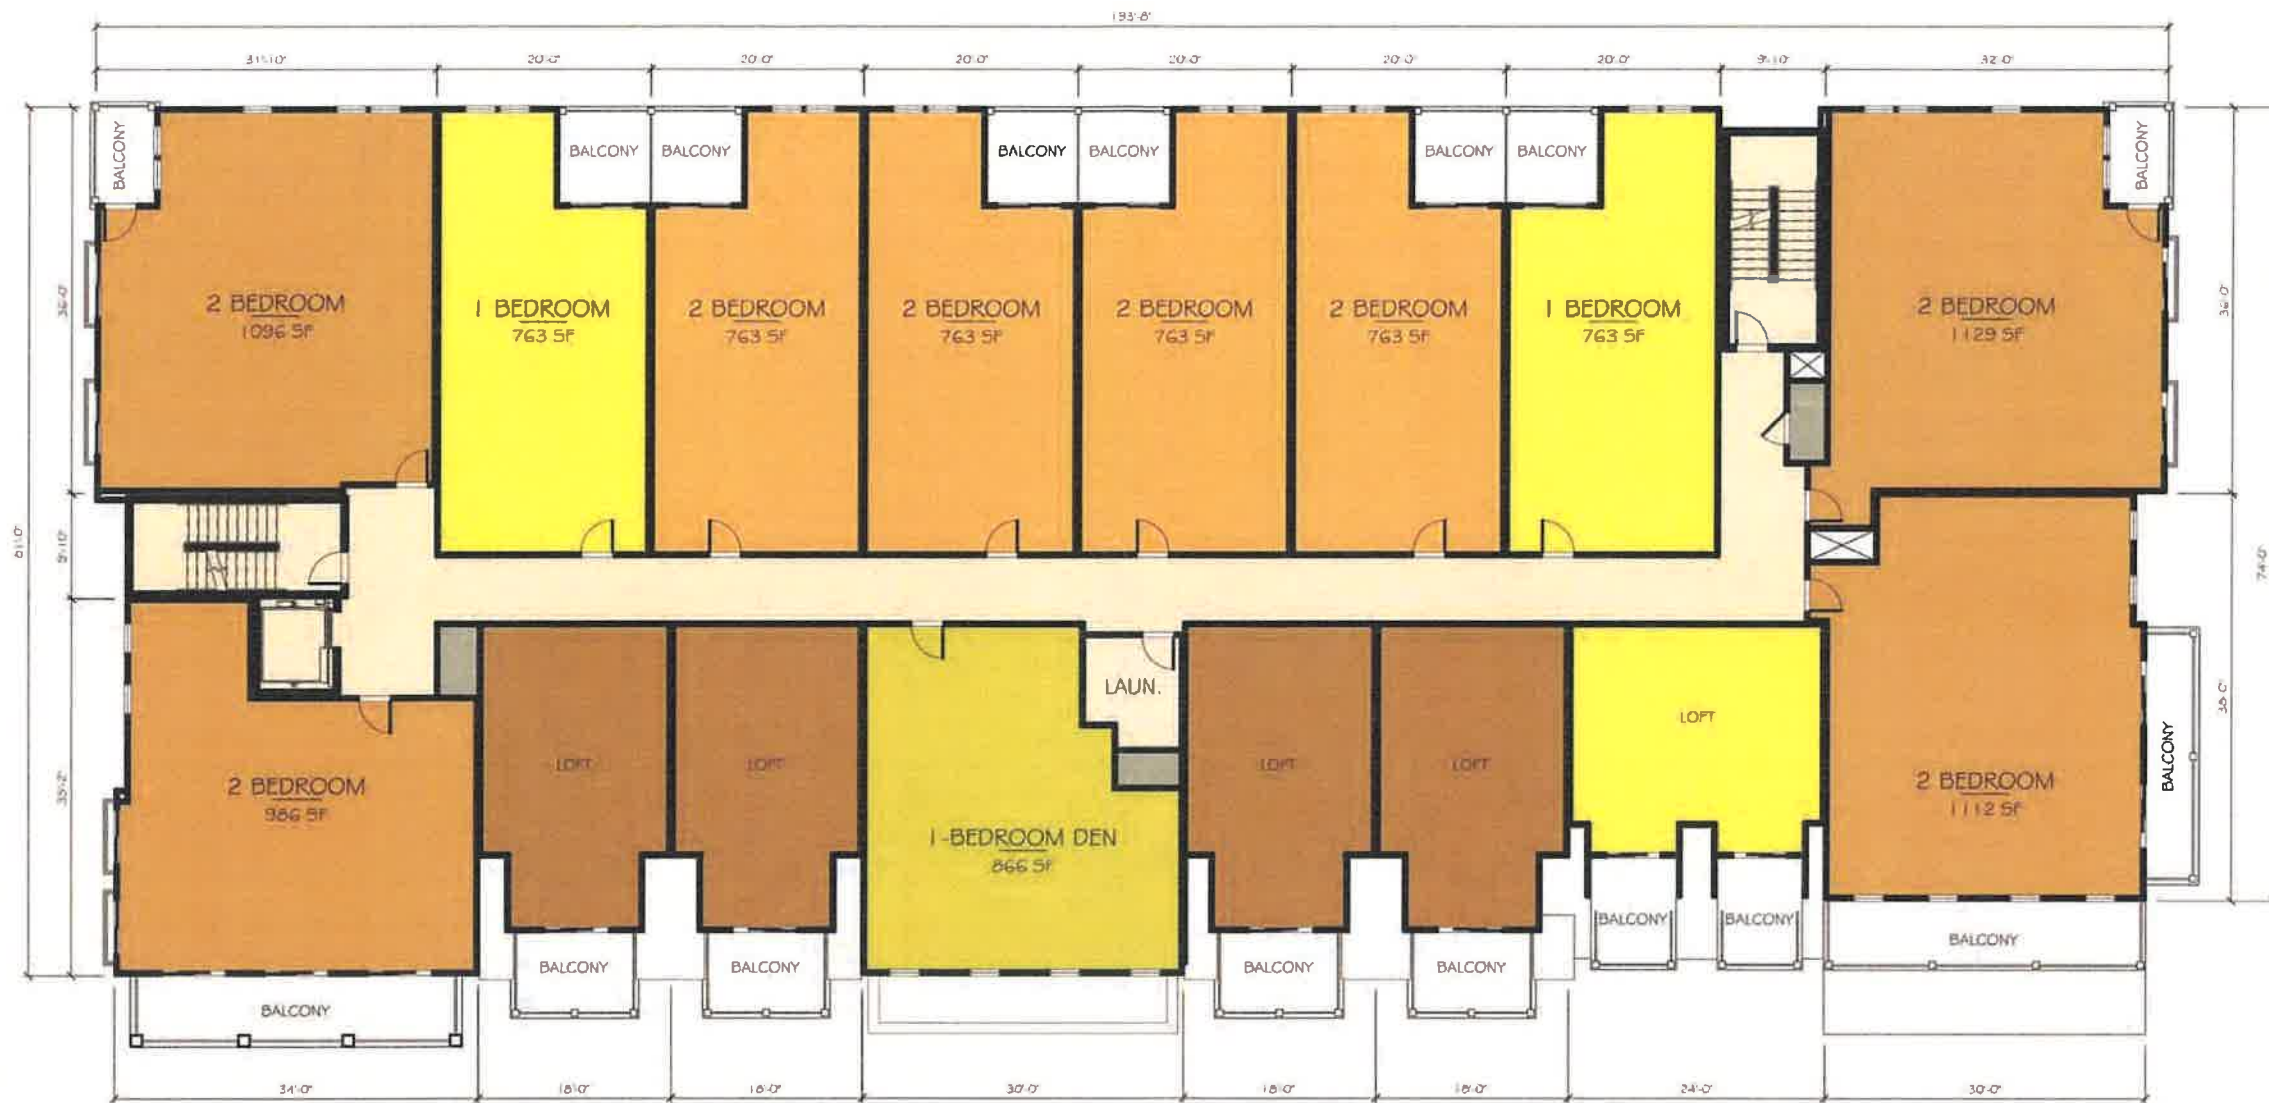 193'-8"
31'-10" 20'-0" 20'-0" 20'-0" 20'-0" 20'-0" 20'-0" 9'-10" 32'-0"
BALCONY
BALCONY BALCONY BALCONY BALCONY BALCONY BALCONY
BALCONY
2 BEDROOM
1096 SF
1 BEDROOM
763 SF
2 BEDROOM
763 SF
2 BEDROOM
763 SF
2 BEDROOM
763 SF
2 BEDROOM
763 SF
1 BEDROOM
763 SF
2 BEDROOM
1129 SF
36'-0"
36'-0"
9'-10"
81'-0"
74'-0"
35'-2"
38'-0"
LAUN.
LOFT
LOFT
LOFT
LOFT
LOFT
2 BEDROOM
986 SF
1-BEDROOM DEN
866 SF
2 BEDROOM
1112 SF
BALCONY
BALCONY BALCONY
BALCONY
BALCONY BALCONY BALCONY BALCONY
BALCONY
34'-0" 18'-0" 18'-0" 30'-0" 18'-0" 18'-0" 24'-0" 30'-0"